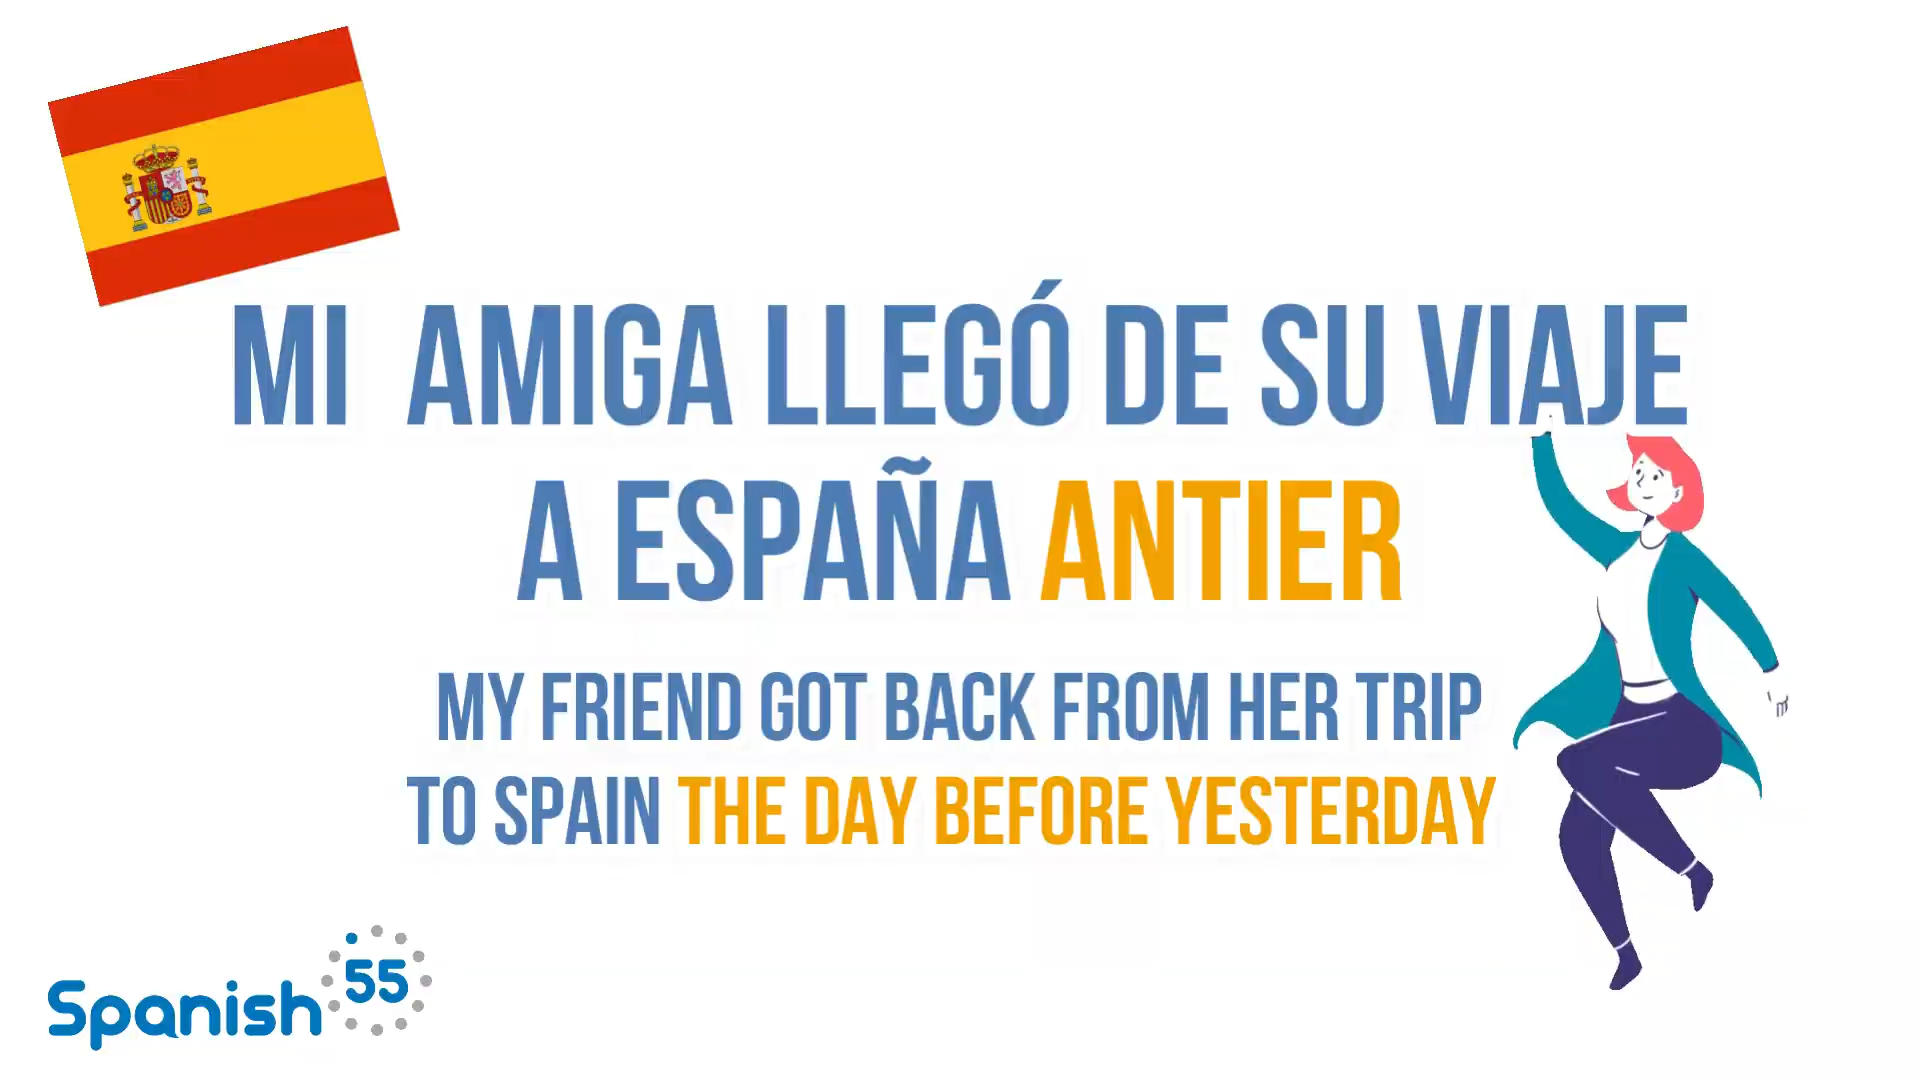 MI AMIGA LLEGÓ DE SU VIAJE
A ESPAÑA ANTIER
MY FRIEND GOT BACK FROM HER TRIP
TO SPAIN THE DAY BEFORE YESTERDAY
Spanish 55